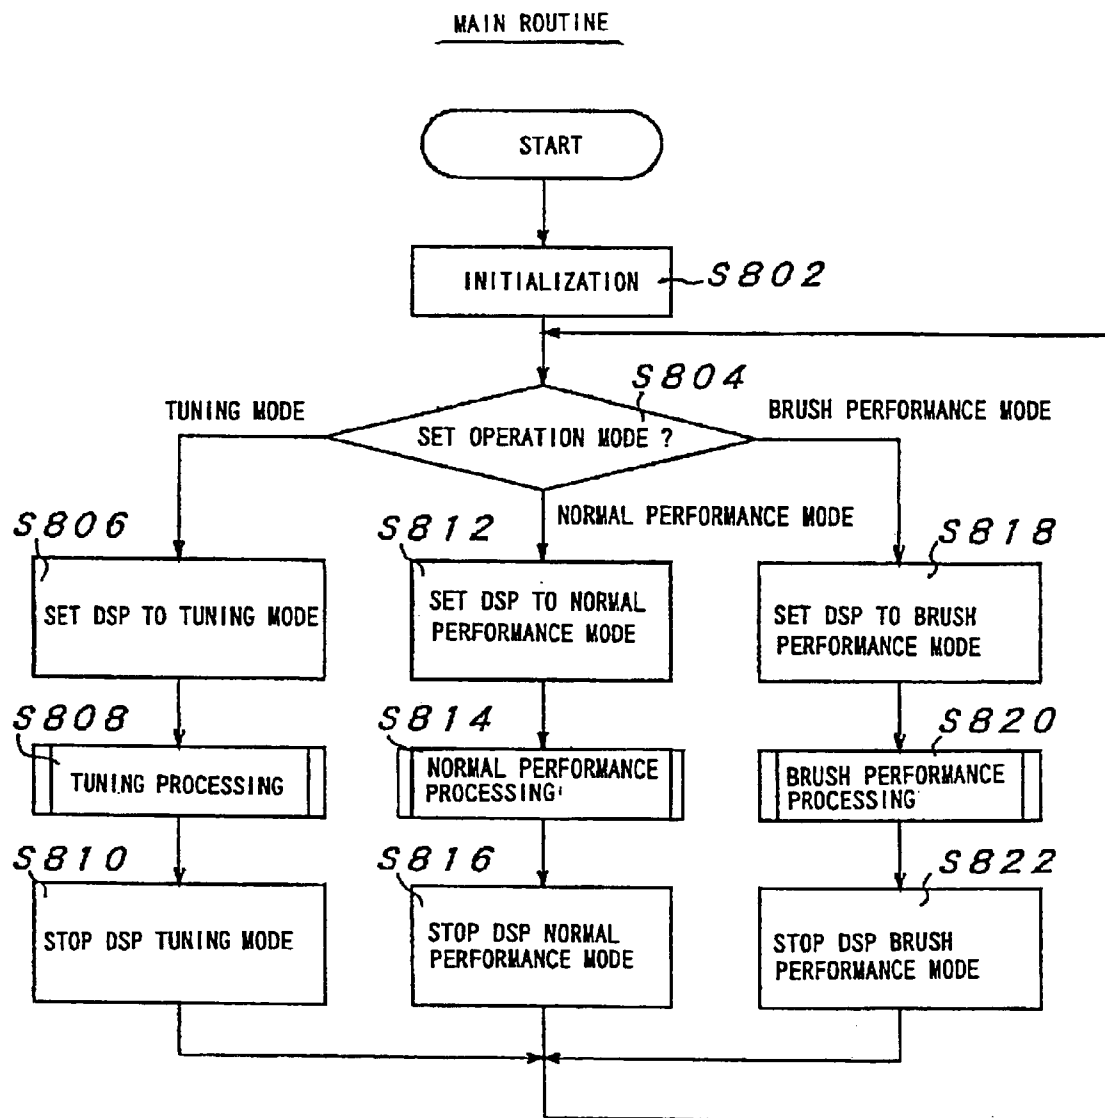 MAIN ROUTINE
START
INITIALIZATION
S802
S804
TUNING MODE
BRUSH PERFORMANCE MODE
SET OPERATION MODE ?
NORMAL PERFORMANCE MODE
S806
S812
S818
SET DSP TO TUNING MODE
SET DSP TO NORMAL
PERFORMANCE MODE
SET DSP TO BRUSH
PERFORMANCE MODE
S808
S814
S820
TUNING PROCESSING
NORMAL PERFORMANCE
PROCESSING
BRUSH PERFORMANCE
PROCESSING
S810
S816
S822
STOP DSP TUNING MODE
STOP DSP NORMAL
PERFORMANCE MODE
STOP DSP BRUSH
PERFORMANCE MODE